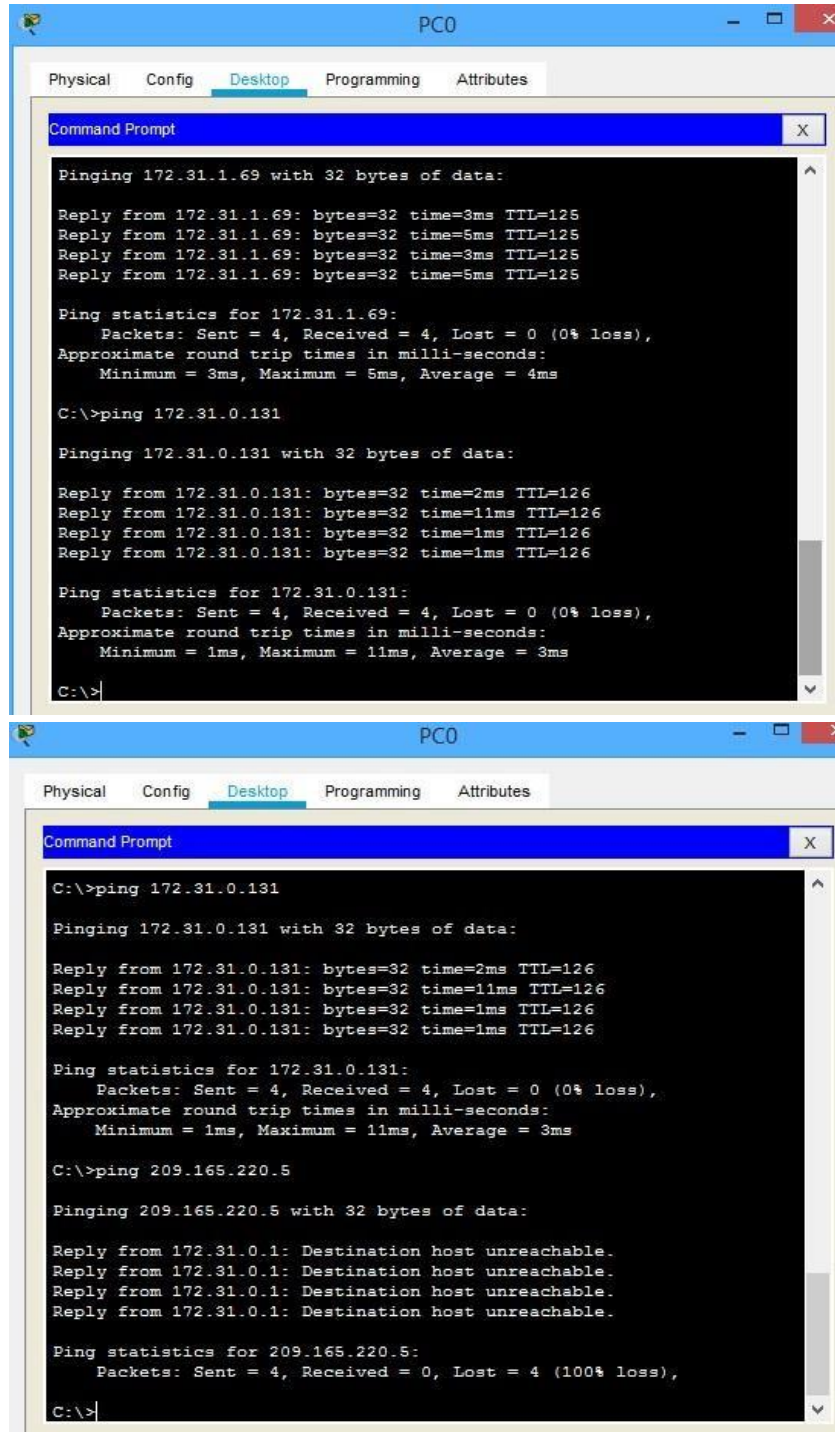 PC0
Physical Config Desktop Programming Attributes
Command Prompt
X
Pinging 172.31.1.69 with 32 bytes of data:
Reply from 172.31.1.69: bytes=32 time=3ms TTL=125
Reply from 172.31.1.69: bytes=32 time=5ms TTL=125
Reply from 172.31.1.69: bytes=32 time=3ms TTL=125
Reply from 172.31.1.69: bytes=32 time=5ms TTL=125
Ping statistics for 172.31.1.69:
Packets: Sent = 4, Received = 4, Lost = 0 (0% loss),
Approximate round trip times in milli-seconds:
Minimum = 3ms, Maximum = 5ms, Average = 4ms
C:\>ping 172.31.0.131
Pinging 172.31.0.131 with 32 bytes of data:
Reply from 172.31.0.131: bytes=32 time=2ms TTL=126
Reply from 172.31.0.131: bytes=32 time=11ms TTL=126
Reply from 172.31.0.131: bytes=32 time=1ms TTL=126
Reply from 172.31.0.131: bytes=32 time=1ms TTL=126
Ping statistics for 172.31.0.131:
Packets: Sent = 4, Received = 4, Lost = 0 (0% loss),
Approximate round trip times in milli-seconds:
Minimum = 1ms, Maximum = 11ms, Average = 3ms
C:\>
PC0
Physical Config Desktop Programming Attributes
Command Prompt
X
C:\>ping 172.31.0.131
Pinging 172.31.0.131 with 32 bytes of data:
Reply from 172.31.0.131: bytes=32 time=2ms TTL=126
Reply from 172.31.0.131: bytes=32 time=11ms TTL=126
Reply from 172.31.0.131: bytes=32 time=1ms TTL=126
Reply from 172.31.0.131: bytes=32 time=1ms TTL=126
Ping statistics for 172.31.0.131:
Packets: Sent = 4, Received = 4, Lost = 0 (0% loss),
Approximate round trip times in milli-seconds:
Minimum = 1ms, Maximum = 11ms, Average = 3ms
C:\>ping 209.165.220.5
Pinging 209.165.220.5 with 32 bytes of data:
Reply from 172.31.0.1: Destination host unreachable.
Reply from 172.31.0.1: Destination host unreachable.
Reply from 172.31.0.1: Destination host unreachable.
Reply from 172.31.0.1: Destination host unreachable.
Ping statistics for 209.165.220.5:
Packets: Sent = 4, Received = 0, Lost = 4 (100% loss),
C:\>